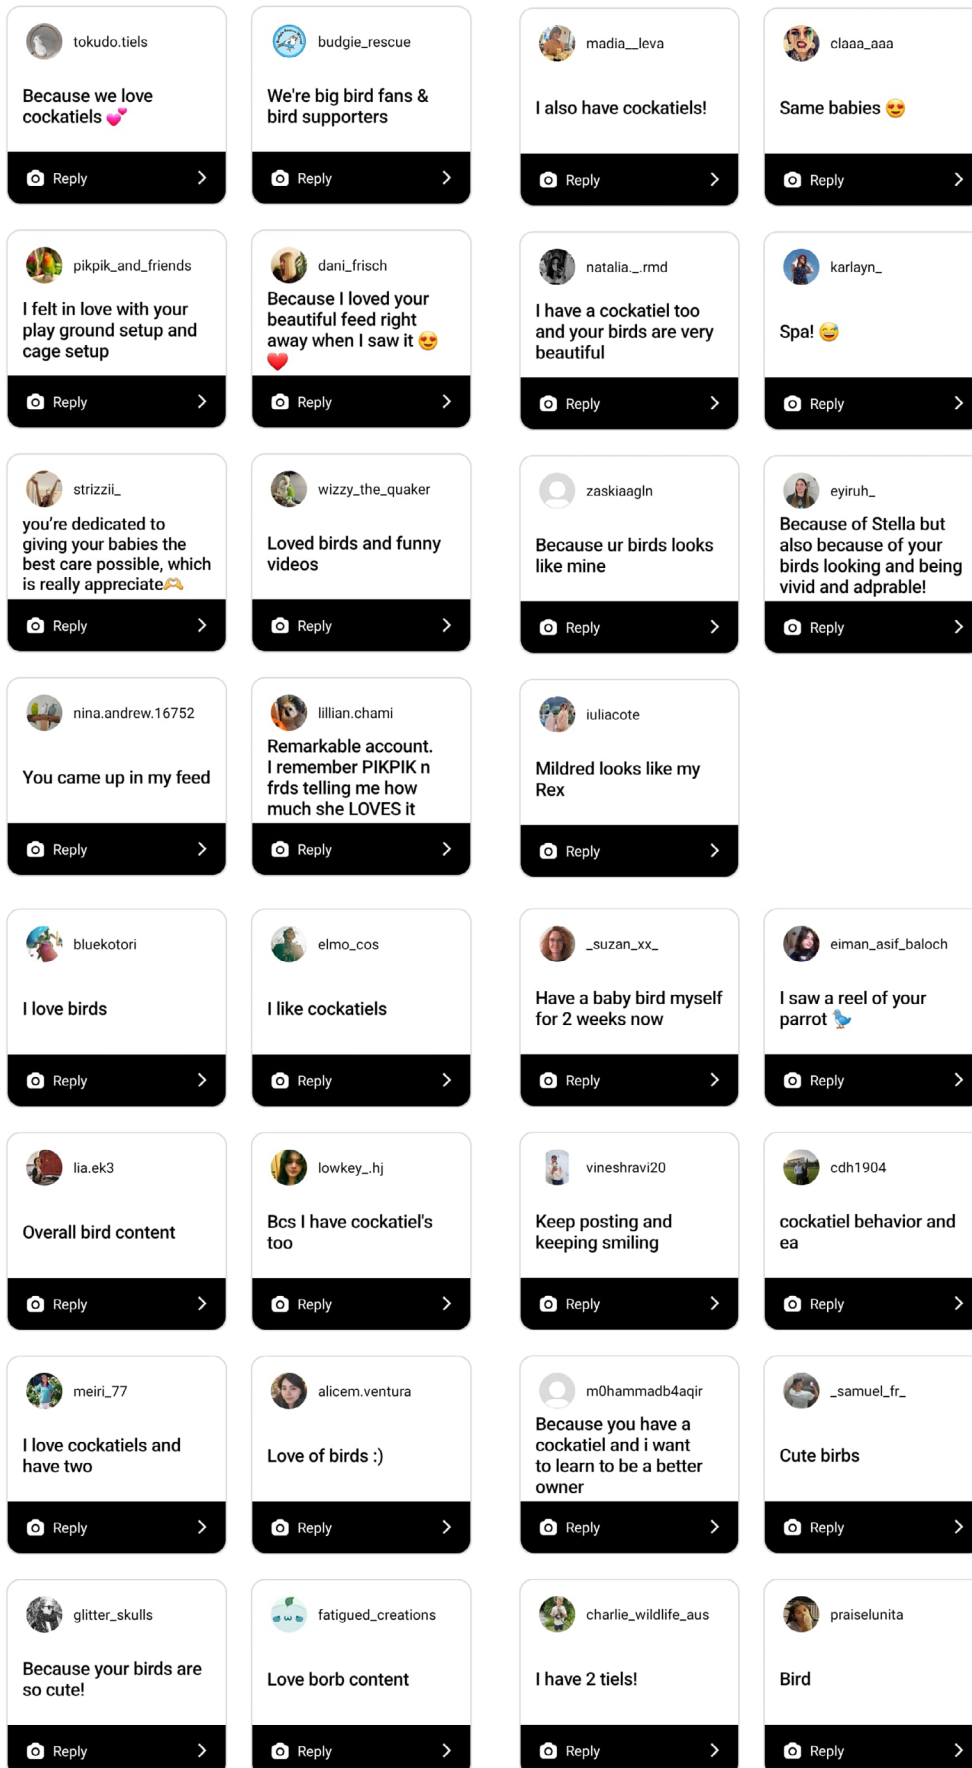 tokudo.tiels
Because we love
cockatiels 💕
Reply
budgie_rescue
We're big bird fans &
bird supporters
Reply
madia__leva
I also have cockatiels!
Reply
claaa_aaa
Same babies 😍
Reply
pikpik_and_friends
I felt in love with your
play ground setup and
cage setup
Reply
dani_frisch
Because I loved your
beautiful feed right
away when I saw it 😍
❤️
Reply
natalia._.rmd
I have a cockatiel too
and your birds are very
beautiful
Reply
karlayn_
Spa! 😅
Reply
strizzii_
you’re dedicated to
giving your babies the
best care possible, which
is really appreciate🫶
Reply
wizzy_the_quaker
Loved birds and funny
videos
Reply
zaskiaagln
Because ur birds looks
like mine
Reply
eyiruh_
Because of Stella but
also because of your
birds looking and being
vivid and adprable!
Reply
nina.andrew.16752
You came up in my feed
Reply
lillian.chami
Remarkable account.
I remember PIKPIK n
frds telling me how
much she LOVES it
Reply
iuliacote
Mildred looks like my
Rex
Reply
bluekotori
I love birds
Reply
elmo_cos
I like cockatiels
Reply
_suzan_xx_
Have a baby bird myself
for 2 weeks now
Reply
eiman_asif_baloch
I saw a reel of your
parrot 🐦
Reply
lia.ek3
Overall bird content
Reply
lowkey_.hj
Bcs I have cockatiel's
too
Reply
vineshravi20
Keep posting and
keeping smiling
Reply
cdh1904
cockatiel behavior and
ea
Reply
meiri_77
I love cockatiels and
have two
Reply
alicem.ventura
Love of birds :)
Reply
m0hammadb4aqir
Because you have a
cockatiel and i want
to learn to be a better
owner
Reply
_samuel_fr_
Cute birbs
Reply
glitter_skulls
Because your birds are
so cute!
Reply
fatigued_creations
Love borb content
Reply
charlie_wildlife_aus
I have 2 tiels!
Reply
praiselunita
Bird
Reply